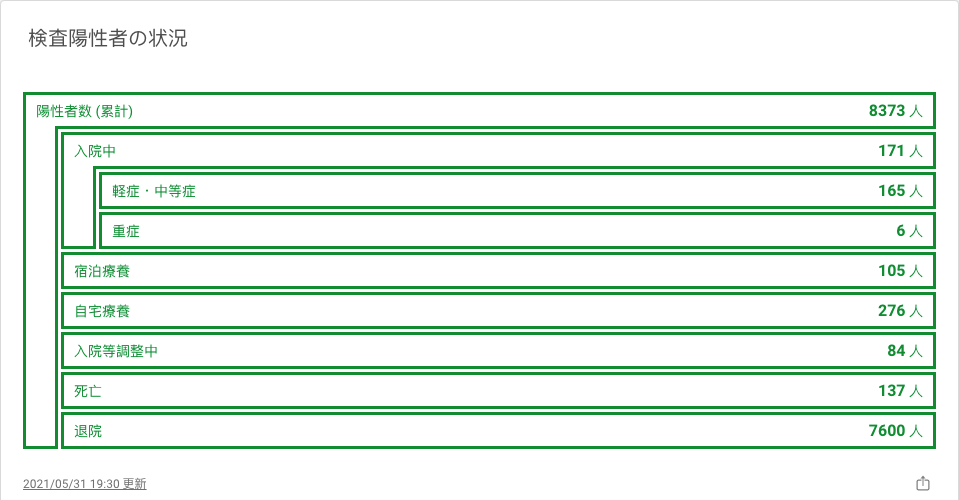 検査陽性者の状況
陽性者数 (累計) 8373 人
入院中 171 人
軽症・中等症 165 人
重症 6 人
宿泊療養 105 人
自宅療養 276 人
入院等調整中 84 人
死亡 137 人
退院 7600 人
2021/05/31 19:30 更新